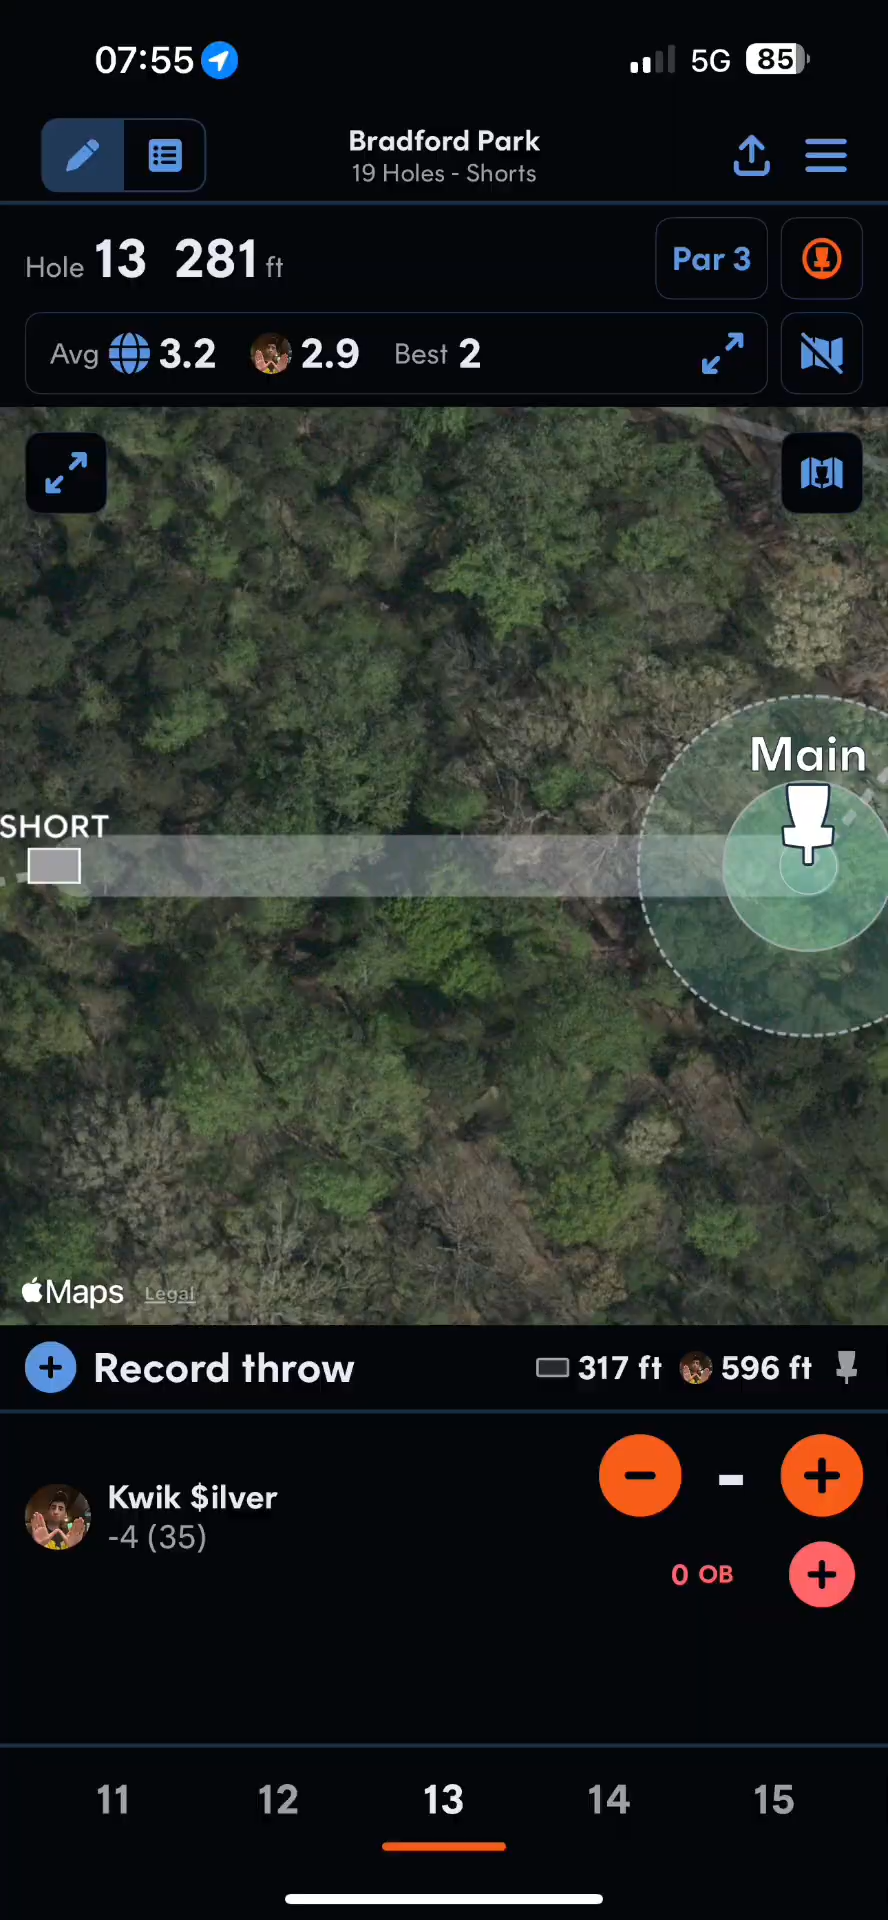 07:55 5G 85
Bradford Park
19 Holes - Shorts
Hole 13 281 ft Par 3
Avg 3.2 2.9 Best 2
Main
SHORT
Maps Legal
Record throw 317 ft 596 ft
Kwik $ilver
-4 (35)
-
0 OB
11 12 13 14 15